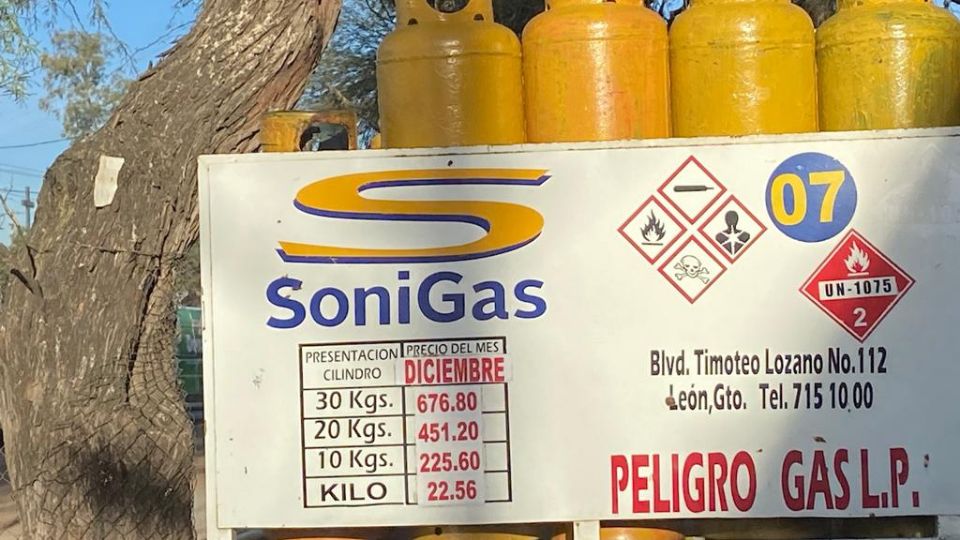 07
SoniGas
UN-1075
2
PRESENTACION CILINDRO
PRECIO DEL MES
DICIEMBRE
30 Kgs. 676.80
20 Kgs. 451.20
10 Kgs. 225.60
KILO 22.56
Blvd. Timoteo Lozano No.112
León,Gto. Tel. 715 10 00
PELIGRO GAS L.P.